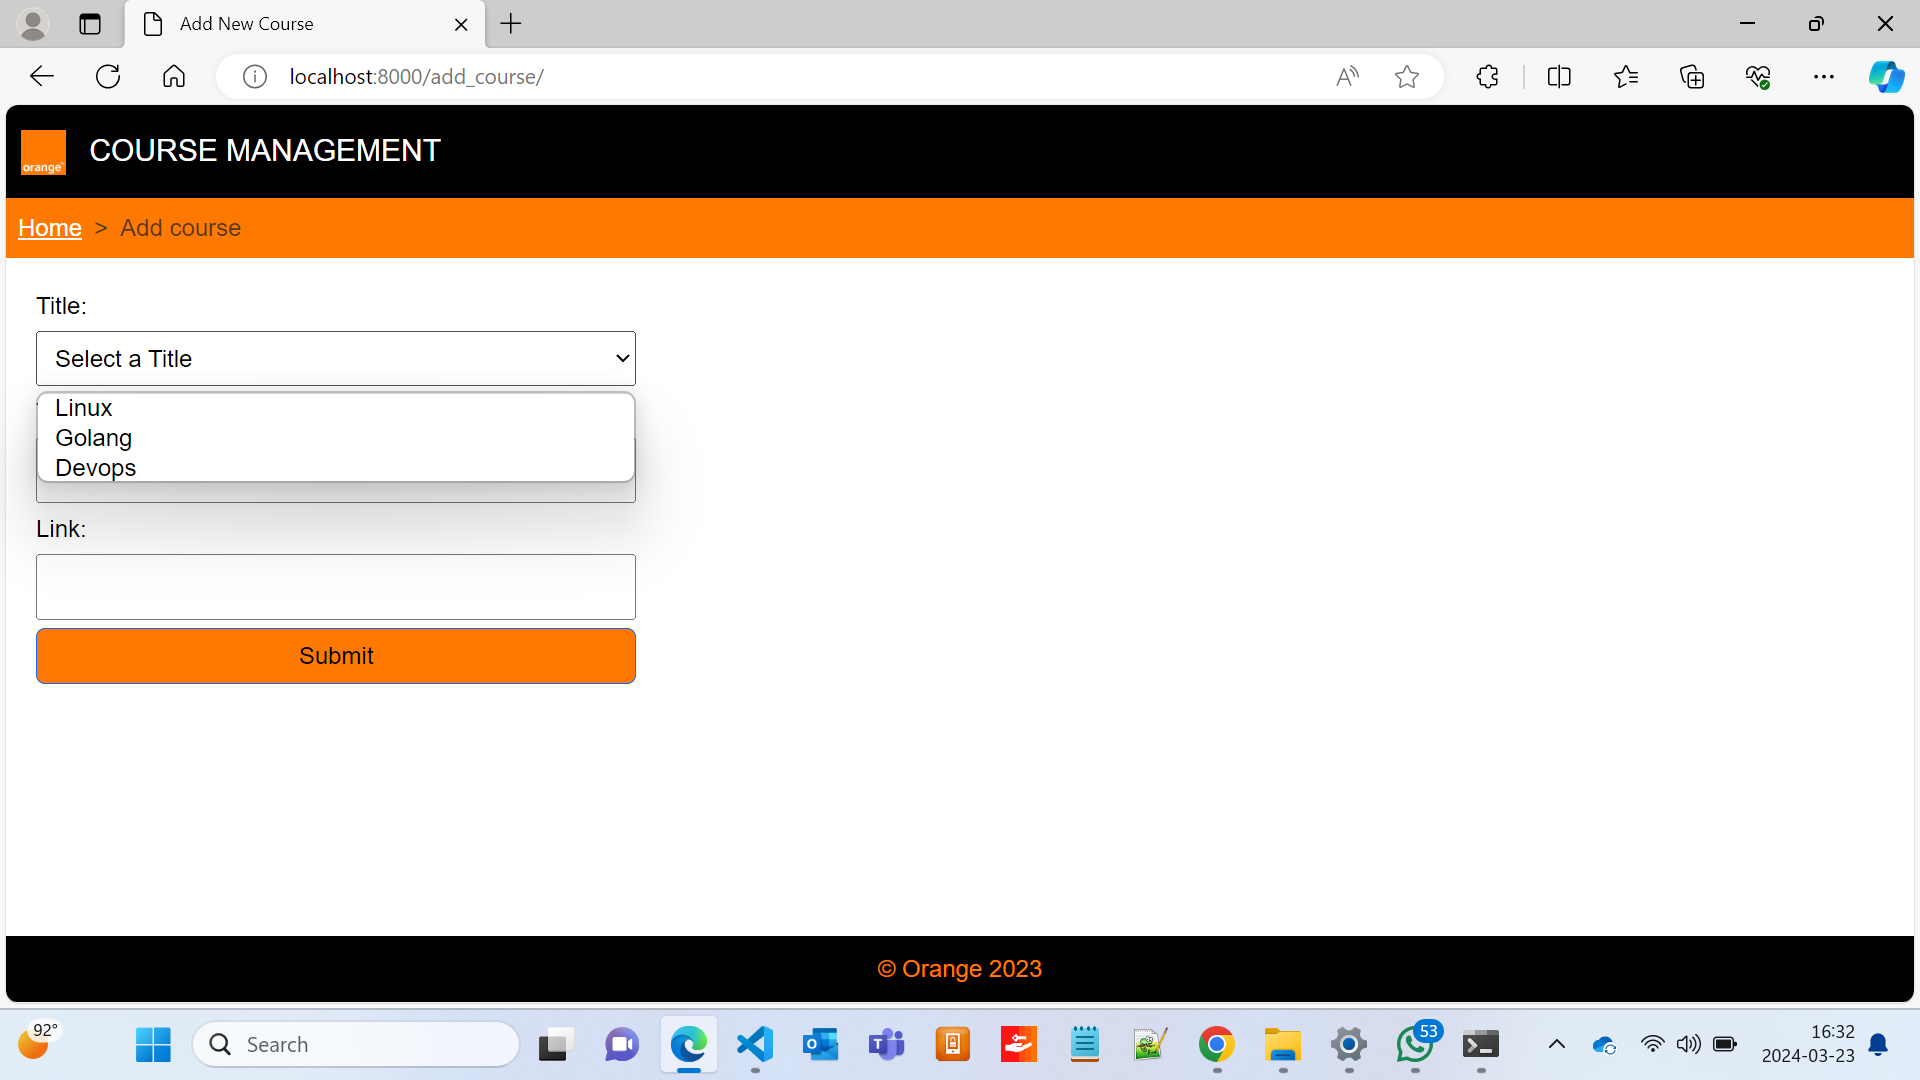 Add New Course
localhost:8000/add_course/
orange™
COURSE MANAGEMENT
Home > Add course
Title:
Select a Title
Linux
Golang
Devops
Link:
Submit
© Orange 2023
92°
Search
53
16:32
2024-03-23